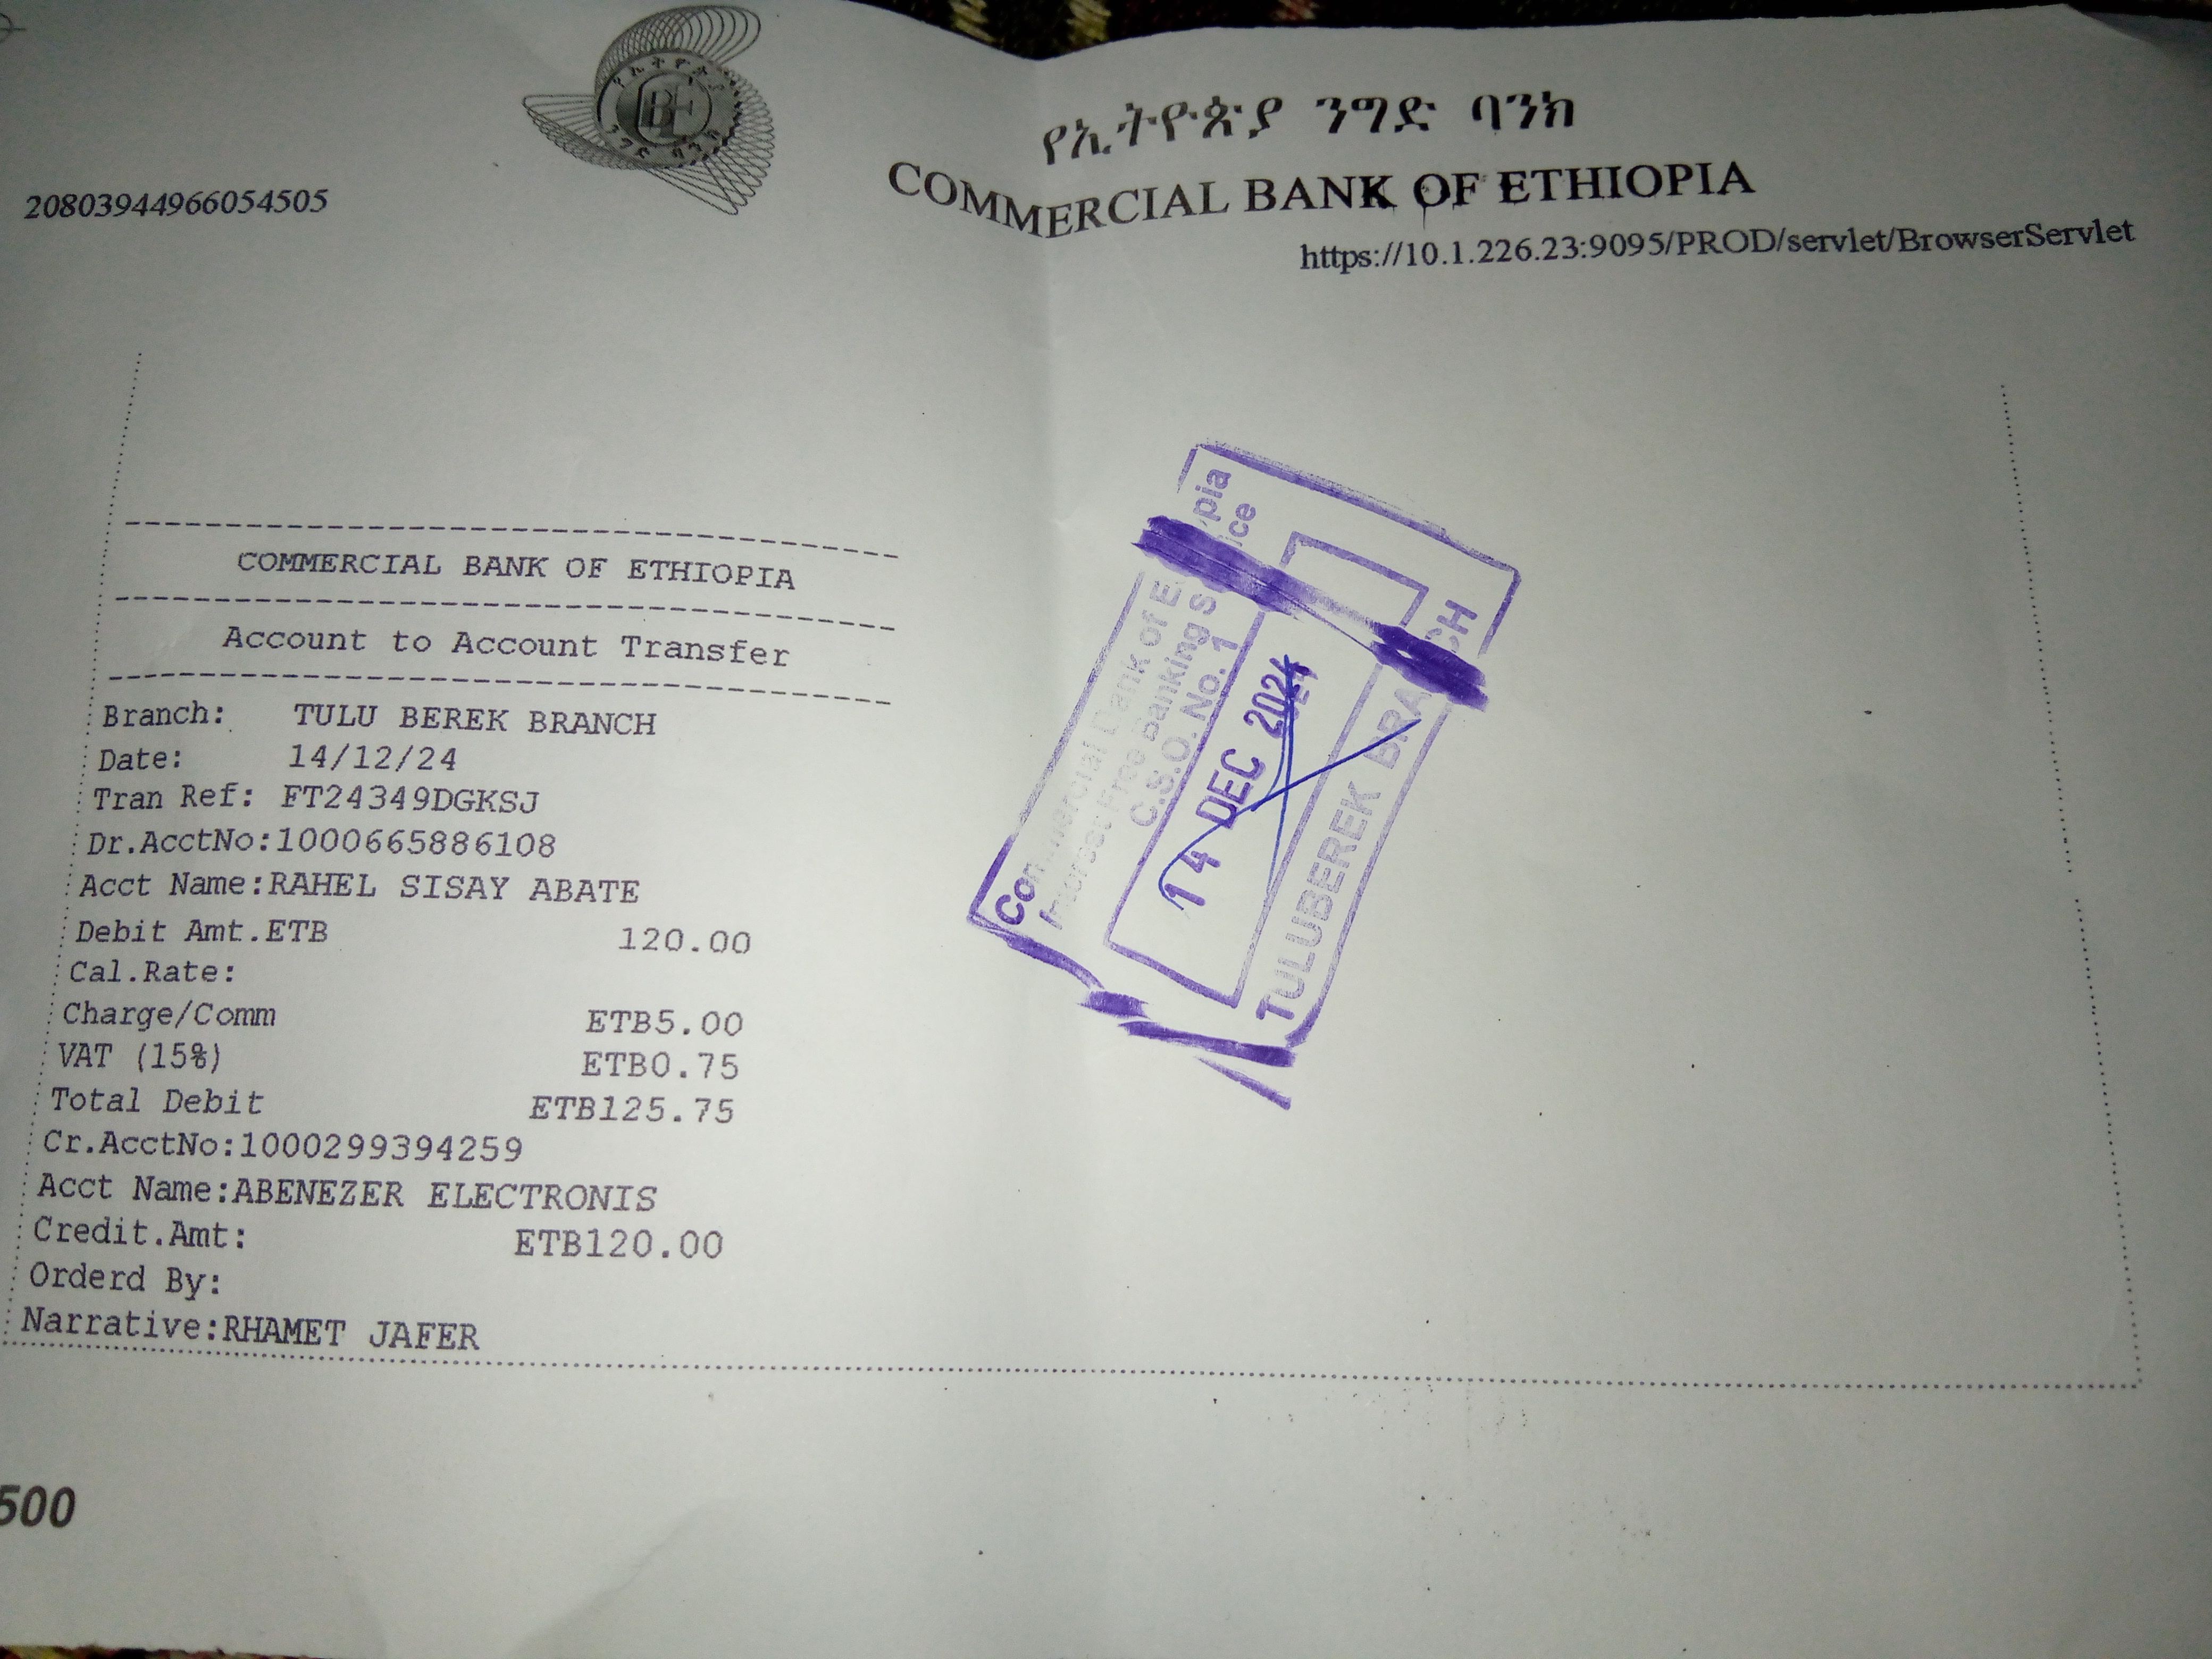 የኢትዮጵያ ንግድ ባንክ
COMMERCIAL BANK OF ETHIOPIA
20803944966054505
https://10.1.226.23:9095/PROD/servlet/BrowserServlet
COMMERCIAL BANK OF ETHIOPIA
Account to Account Transfer
Branch: TULU BEREK BRANCH
Date: 14/12/24
Tran Ref: FT24349DGKSJ
Dr.AcctNo:1000665886108
Acct Name:RAHEL SISAY ABATE
Debit Amt.ETB 120.00
Cal.Rate:
Charge/Comm ETB5.00
VAT (15%) ETB0.75
Total Debit ETB125.75
Cr.AcctNo:1000299394259
Acct Name:ABENEZER ELECTRONIS
Credit.Amt: ETB120.00
Orderd By:
Narrative:RHAMET JAFER
Commercial Bank of
Free Banking
C.S.O. No. 1
14 DEC 2024
TULUBEREK BRANCH
500